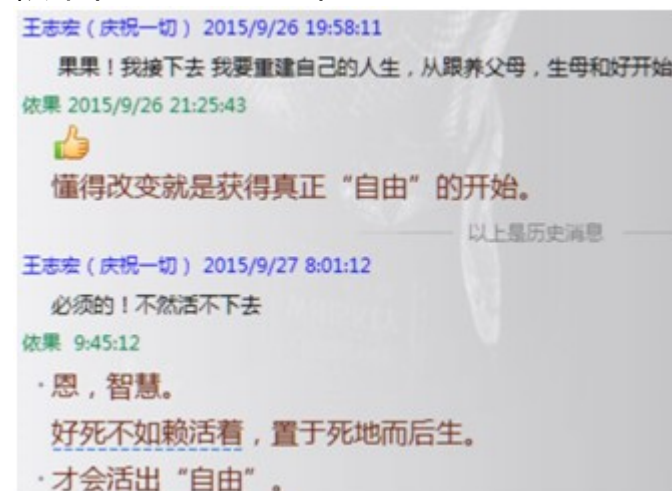 王志宏（庆祝一切） 2015/9/26 19:58:11
果果！我接下去 我要重建自己的人生，从跟养父母，生母和好开始
依果 2015/9/26 21:25:43
懂得改变就是获得真正“自由”的开始。
以上是历史消息
王志宏（庆祝一切） 2015/9/27 8:01:12
必须的！不然活不下去
依果 9:45:12
·恩，智慧。
好死不如赖活着，置于死地而后生。
·才会活出“自由”。